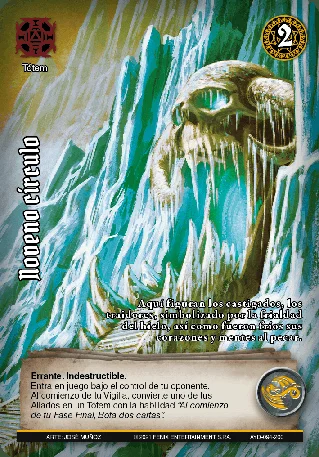 2
Tótem
Noveno círculo
Aquí figuran los castigados, los
traidores, simbolizado por la frialdad
del hielo, así como fueron fríos sus
corazones y mentes al pecar.
Errante. Indestructible.
Entra en juego bajo el control de tu oponente.
Al comienzo de tu Vigilia, convierte uno de tus
Aliados en un Totem con la habilidad "Al comienzo
de tu Fase Final, Bota dos cartas".
ARTE: JOSÉ MUÑOZ
FENIX ENTERTAINMENT S.P.A.